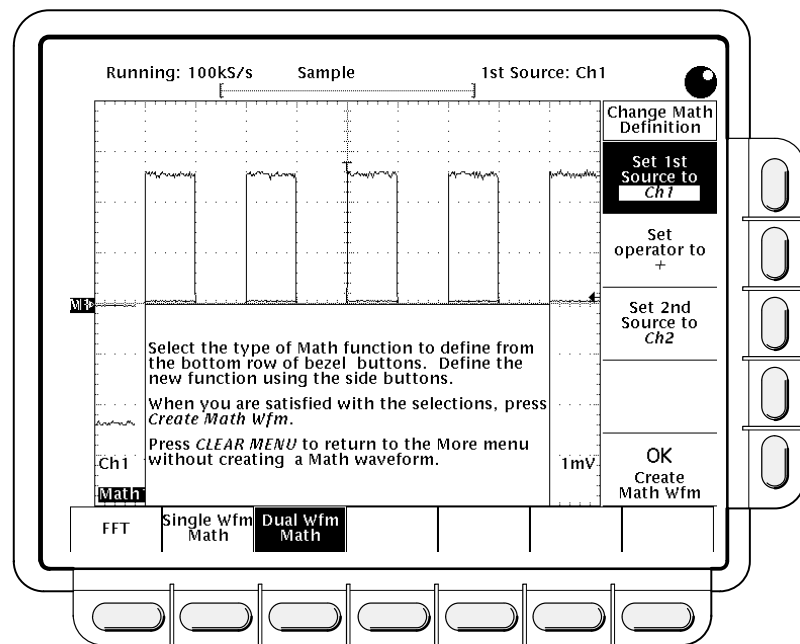 Running: 100kS/s Sample 1st Source: Ch1
Change Math
Definition
Set 1st
Source to
Ch1
Set
operator to
+
Set 2nd
Source to
Ch2
Select the type of Math function to define from
the bottom row of bezel buttons. Define the
new function using the side buttons.
When you are satisfied with the selections, press
Create Math Wfm.
Press CLEAR MENU to return to the More menu
without creating a Math waveform.
Ch1
1mV
Math
OK
Create
Math Wfm
FFT
Single Wfm
Math
Dual Wfm
Math